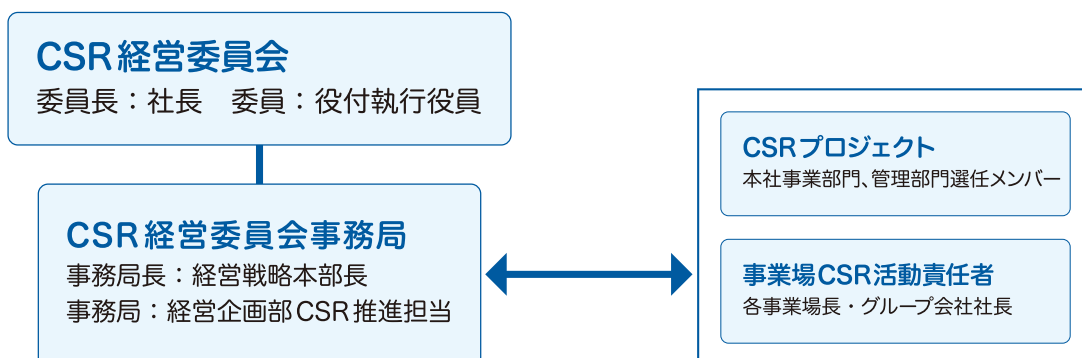 CSR経営委員会
委員長：社長　委員：役付執行役員
CSR経営委員会事務局
事務局長：経営戦略本部長
事務局：経営企画部CSR推進担当
CSRプロジェクト
本社事業部門、管理部門選任メンバー
事業場CSR活動責任者
各事業場長・グループ会社社長